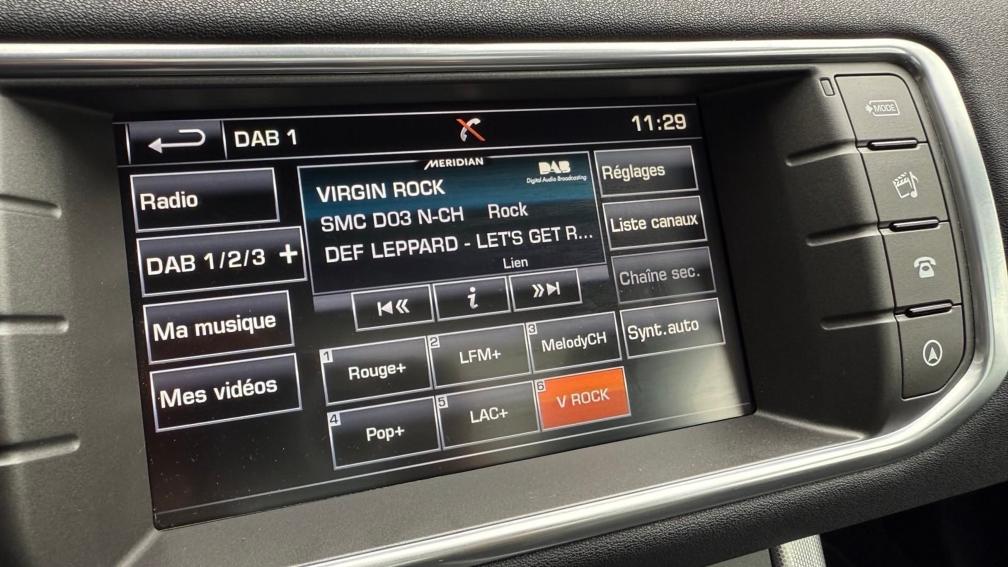 DAB 1
11:29
Radio
DAB 1/2/3 +
Ma musique
Mes vidéos
MERIDIAN
DAB
Digital Audio Broadcasting
VIRGIN ROCK
SMC D03 N-CH Rock
DEF LEPPARD - LET'S GET R...
Lien
i
Réglages
Liste canaux
Chaîne sec.
Synt.auto
1 Rouge+
2 LFM+
3 MelodyCH
4 Pop+
5 LAC+
6 V ROCK
MODE